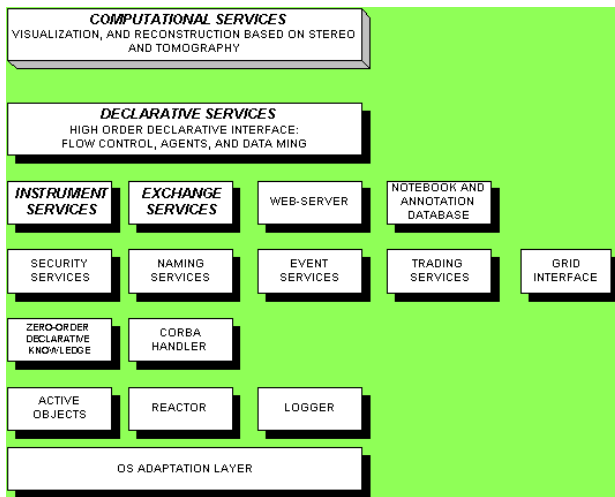 COMPUTATIONAL SERVICES
VISUALIZATION, AND RECONSTRUCTION BASED ON STEREO
AND TOMOGRAPHY
DECLARATIVE SERVICES
HIGH ORDER DECLARATIVE INTERFACE:
FLOW CONTROL, AGENTS, AND DATA MING
INSTRUMENT
SERVICES
EXCHANGE
SERVICES
WEB-SERVER
NOTEBOOK AND
ANNOTATION
DATABASE
SECURITY
SERVICES
NAMING
SERVICES
EVENT
SERVICES
TRADING
SERVICES
GRID
INTERFACE
ZERO-ORDER
DECLARATIVE
KNOWLEDGE
CORBA
HANDLER
ACTIVE
OBJECTS
REACTOR
LOGGER
OS ADAPTATION LAYER